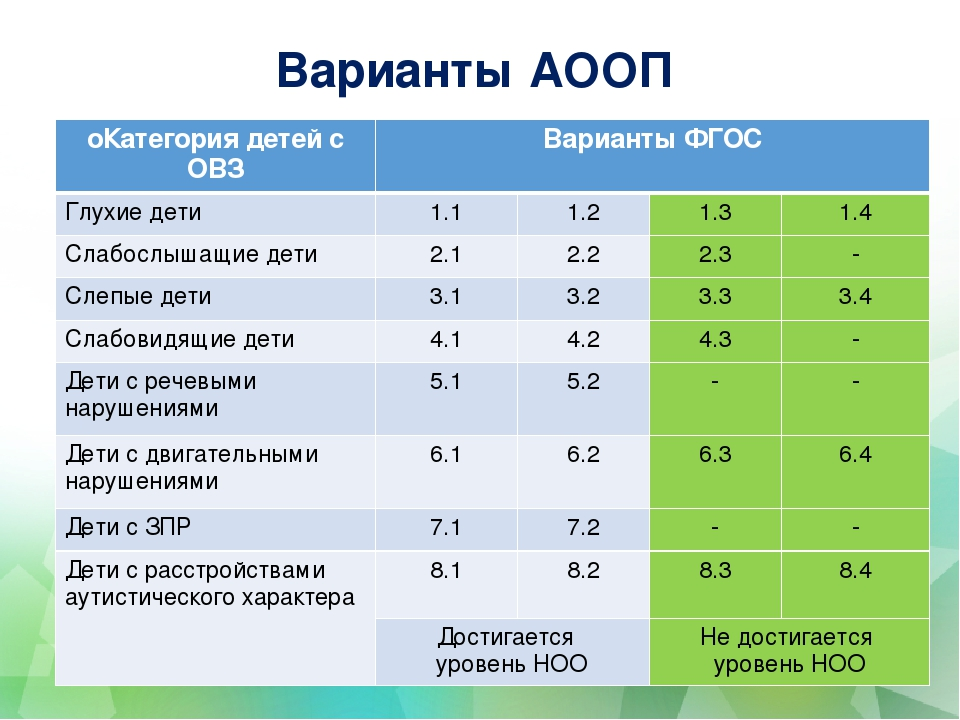 Варианты АООП
оКатегория детей с
ОВЗ
Варианты ФГОС
Глухие дети 1.1 1.2 1.3 1.4
Слабослышащие дети 2.1 2.2 2.3 -
Слепые дети 3.1 3.2 3.3 3.4
Слабовидящие дети 4.1 4.2 4.3 -
Дети с речевыми 5.1 5.2 - -
нарушениями
Дети с двигательными 6.1 6.2 6.3 6.4
нарушениями
Дети с ЗПР 7.1 7.2 - -
Дети с расстройствами 8.1 8.2 8.3 8.4
аутистического характера
Достигается
уровень НОО
Не достигается
уровень НОО